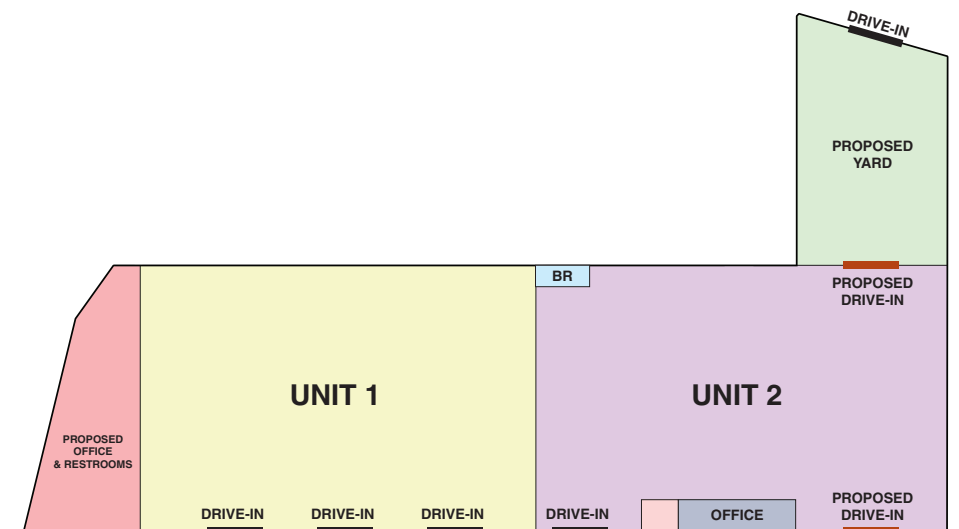 DRIVE-IN
PROPOSED
YARD
BR
PROPOSED
DRIVE-IN
UNIT 1
UNIT 2
PROPOSED
OFFICE
& RESTROOMS
DRIVE-IN
DRIVE-IN
DRIVE-IN
DRIVE-IN
OFFICE
PROPOSED
DRIVE-IN